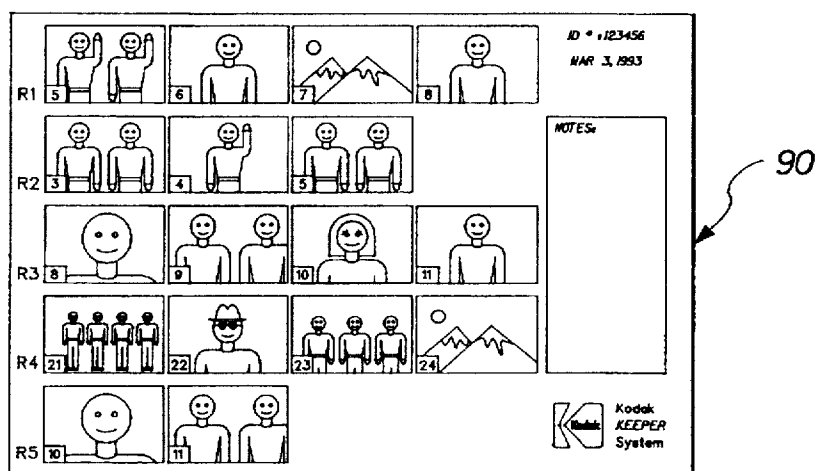 ID # :123456
MAR 3, 1993
R1 5 6 7 8
NOTES:
R2 3 4 5
90
R3 8 9 10 11
R4 21 22 23 24
R5 10 11
Kodak
Kodak
KEEPER
System